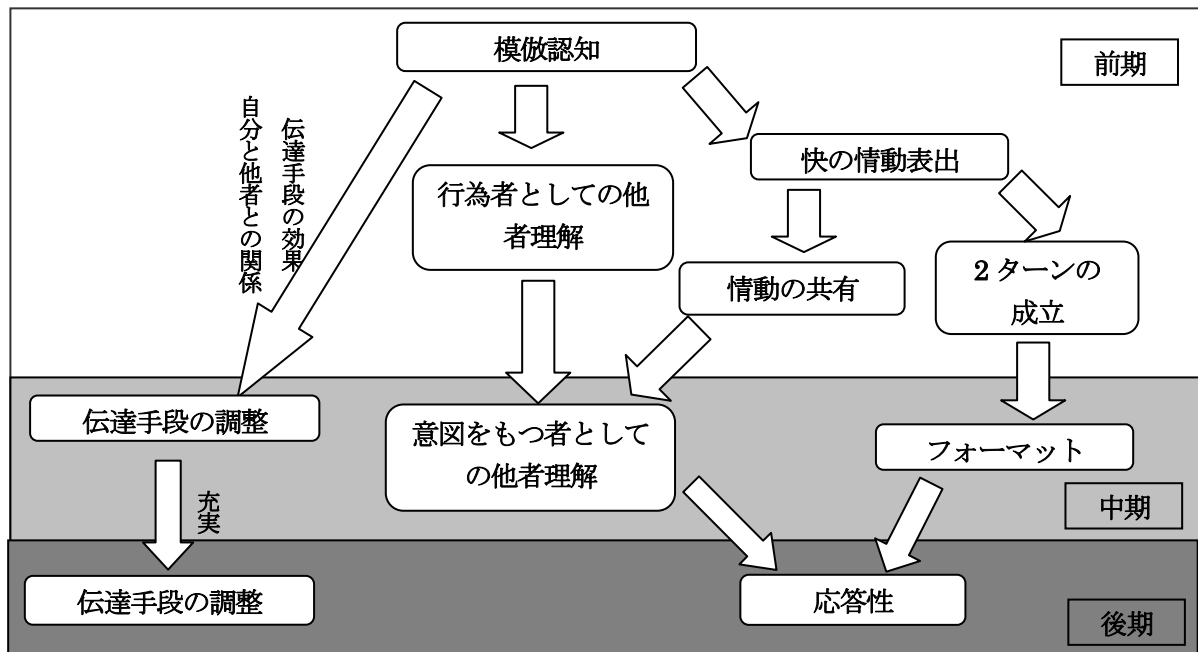 模倣認知
前期
伝達手段の効果
自分と他者との関係
快の情動表出
行為者としての他
者理解
情動の共有
2ターンの
成立
伝達手段の調整
意図をもつ者として
の他者理解
フォーマット
充実
中期
伝達手段の調整
応答性
後期